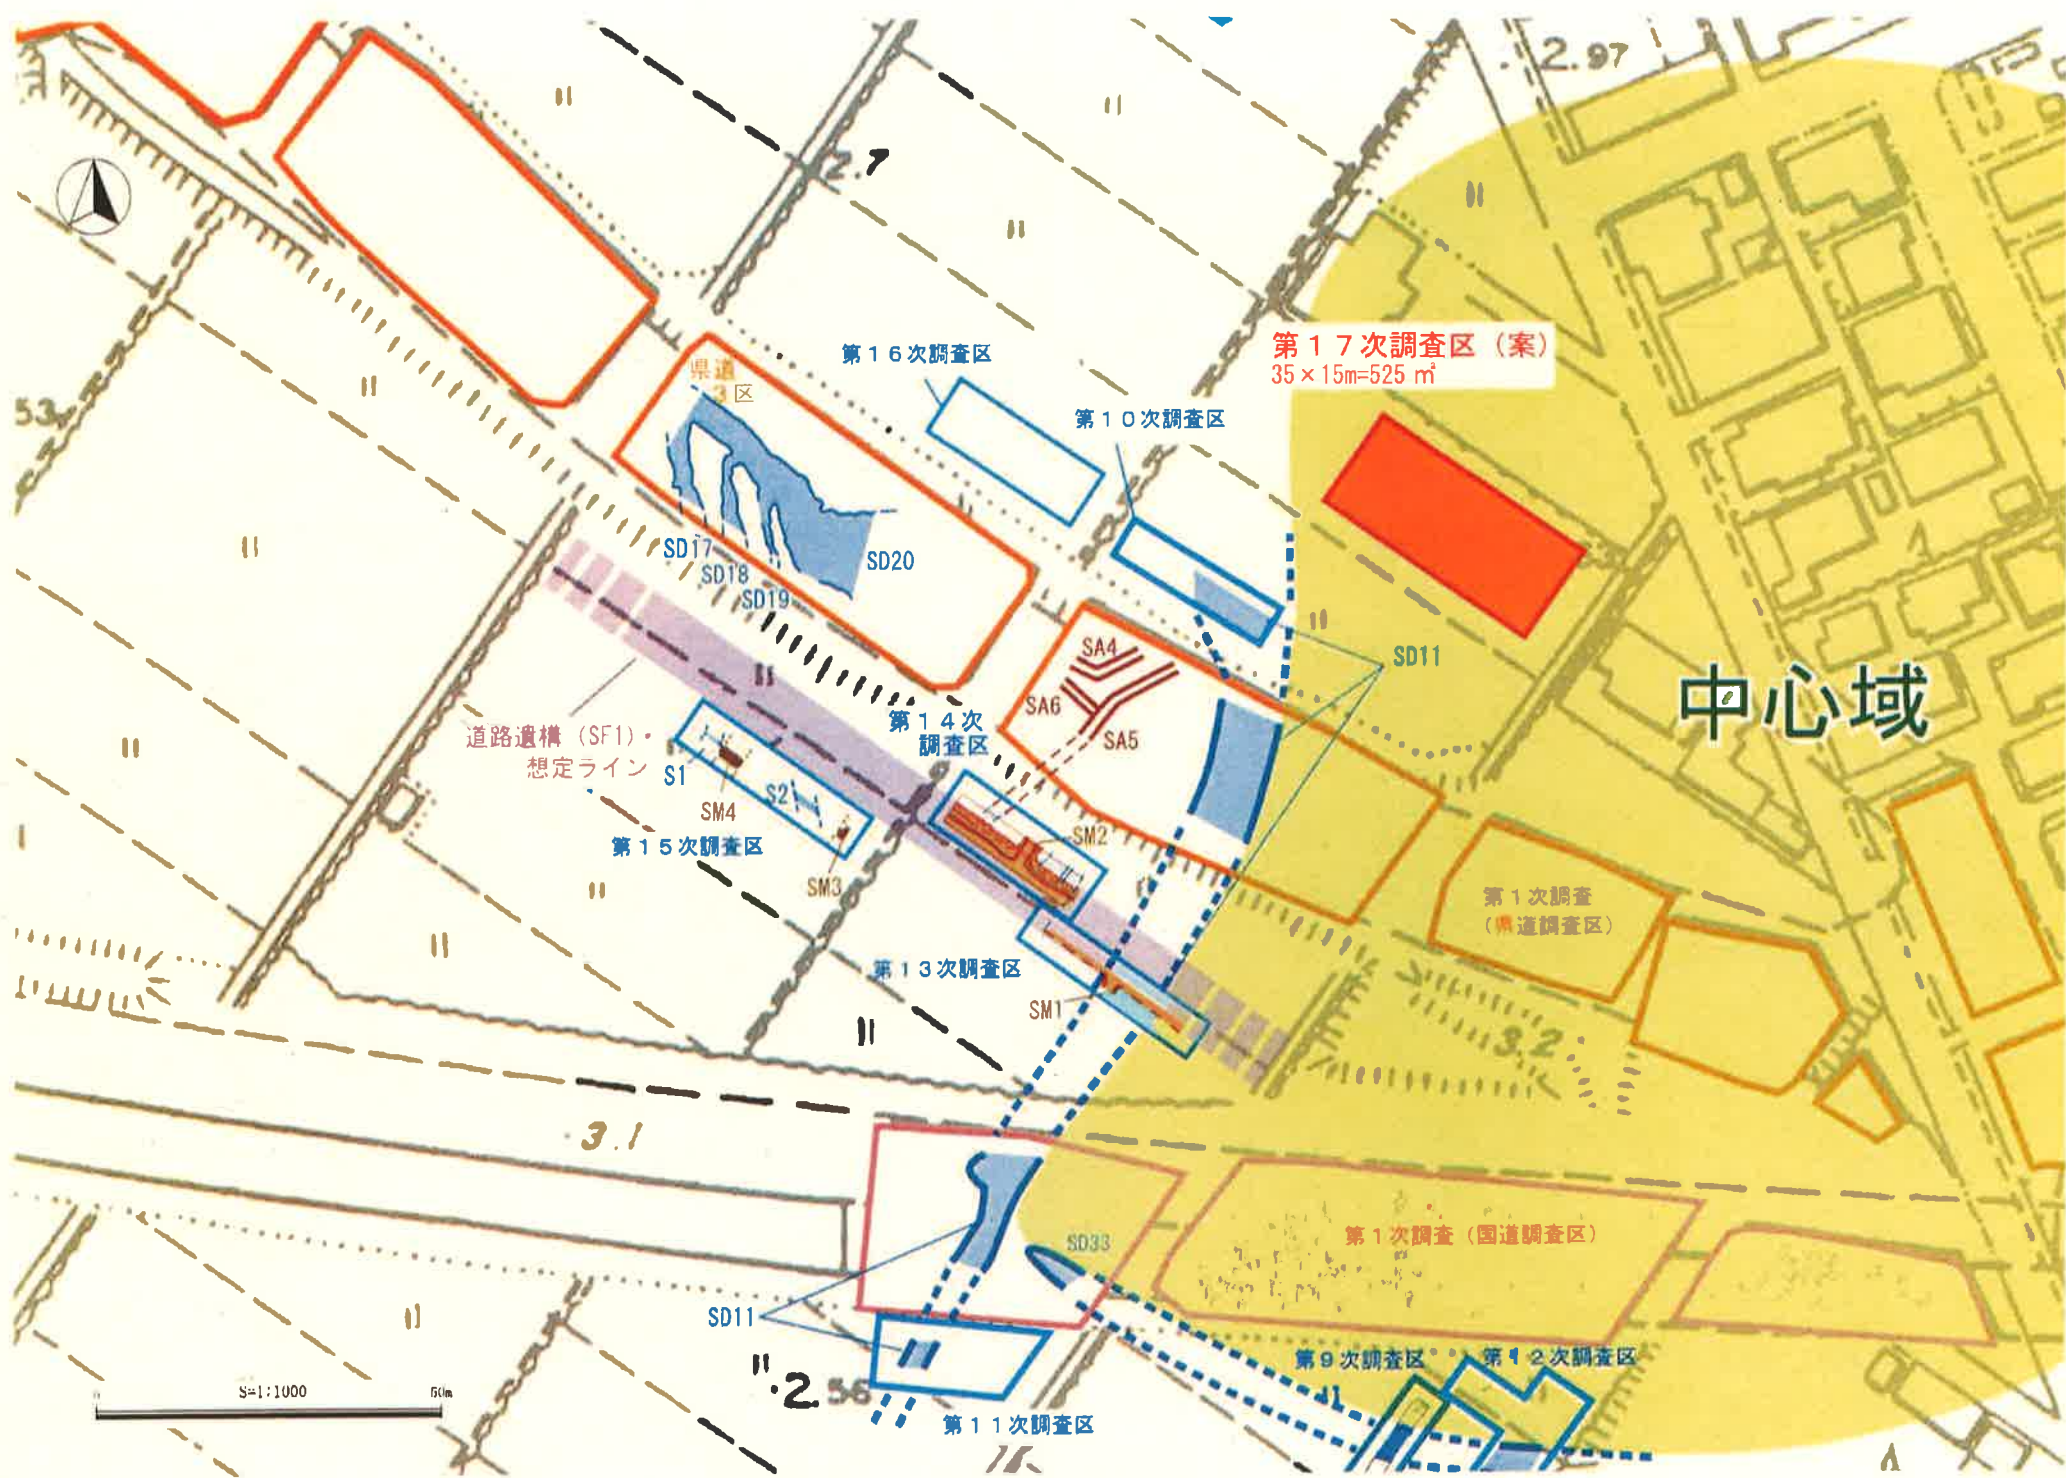 2.97
2.7
第１７次調査区（案）
35×15m=525 ㎡
第１６次調査区
県道
3区
第１０次調査区
53
SD17
SD18
SD19
SD20
SA4
SA6
SA5
SD11
中心域
第１４次
調査区
道路遺構（SF1）・
想定ライン
S1
SM4
S2
SM3
SM2
第１５次調査区
第１次調査
（県道調査区）
第１３次調査区
SM1
3.2
3.1
第１次調査（国道調査区）
SD33
SD11
第９次調査区
第１２次調査区
2.56
第１１次調査区
S=1:1000
0
50m